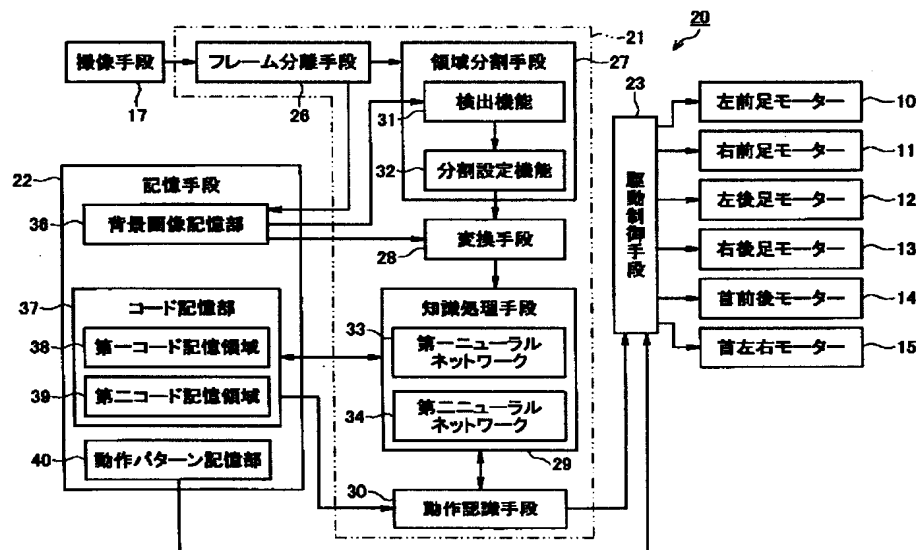 20
21
撮像手段
17
フレーム分離手段
26
領域分割手段
27
検出機能
31
分割設定機能
32
23
駆動制御手段
左前足モーター
10
右前足モーター
11
左後足モーター
12
右後足モーター
13
首前後モーター
14
首左右モーター
15
22
記憶手段
36
背景画像記憶部
変換手段
28
37
コード記憶部
38
第一コード記憶領域
39
第二コード記憶領域
40
動作パターン記憶部
知識処理手段
33
第一ニューラル
ネットワーク
34
第二ニューラル
ネットワーク
29
30
動作認識手段